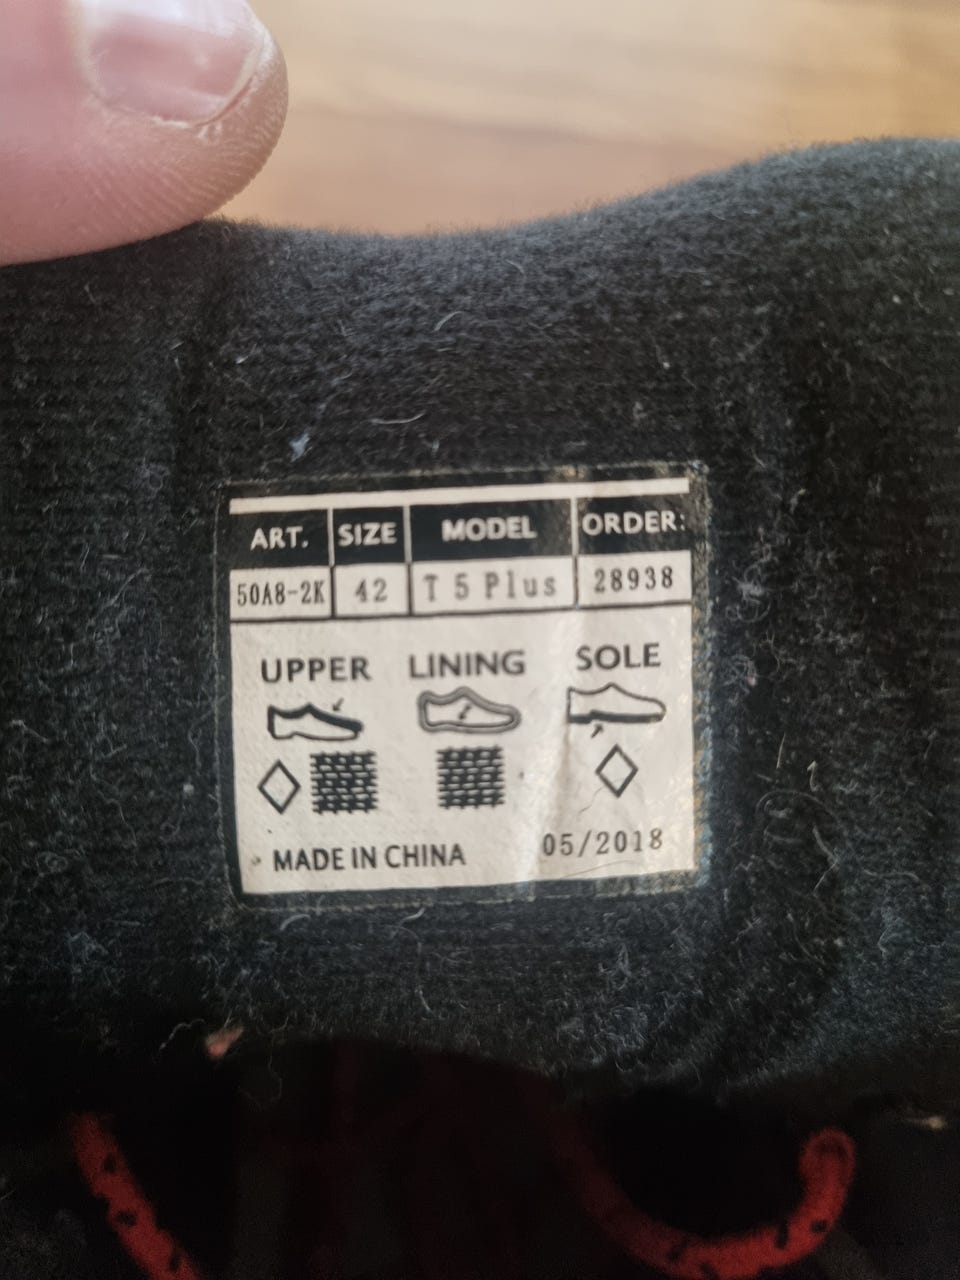 ART. SIZE MODEL ORDER:
50A8-2K 42 T 5 Plus 28938
UPPER LINING SOLE
MADE IN CHINA 05/2018